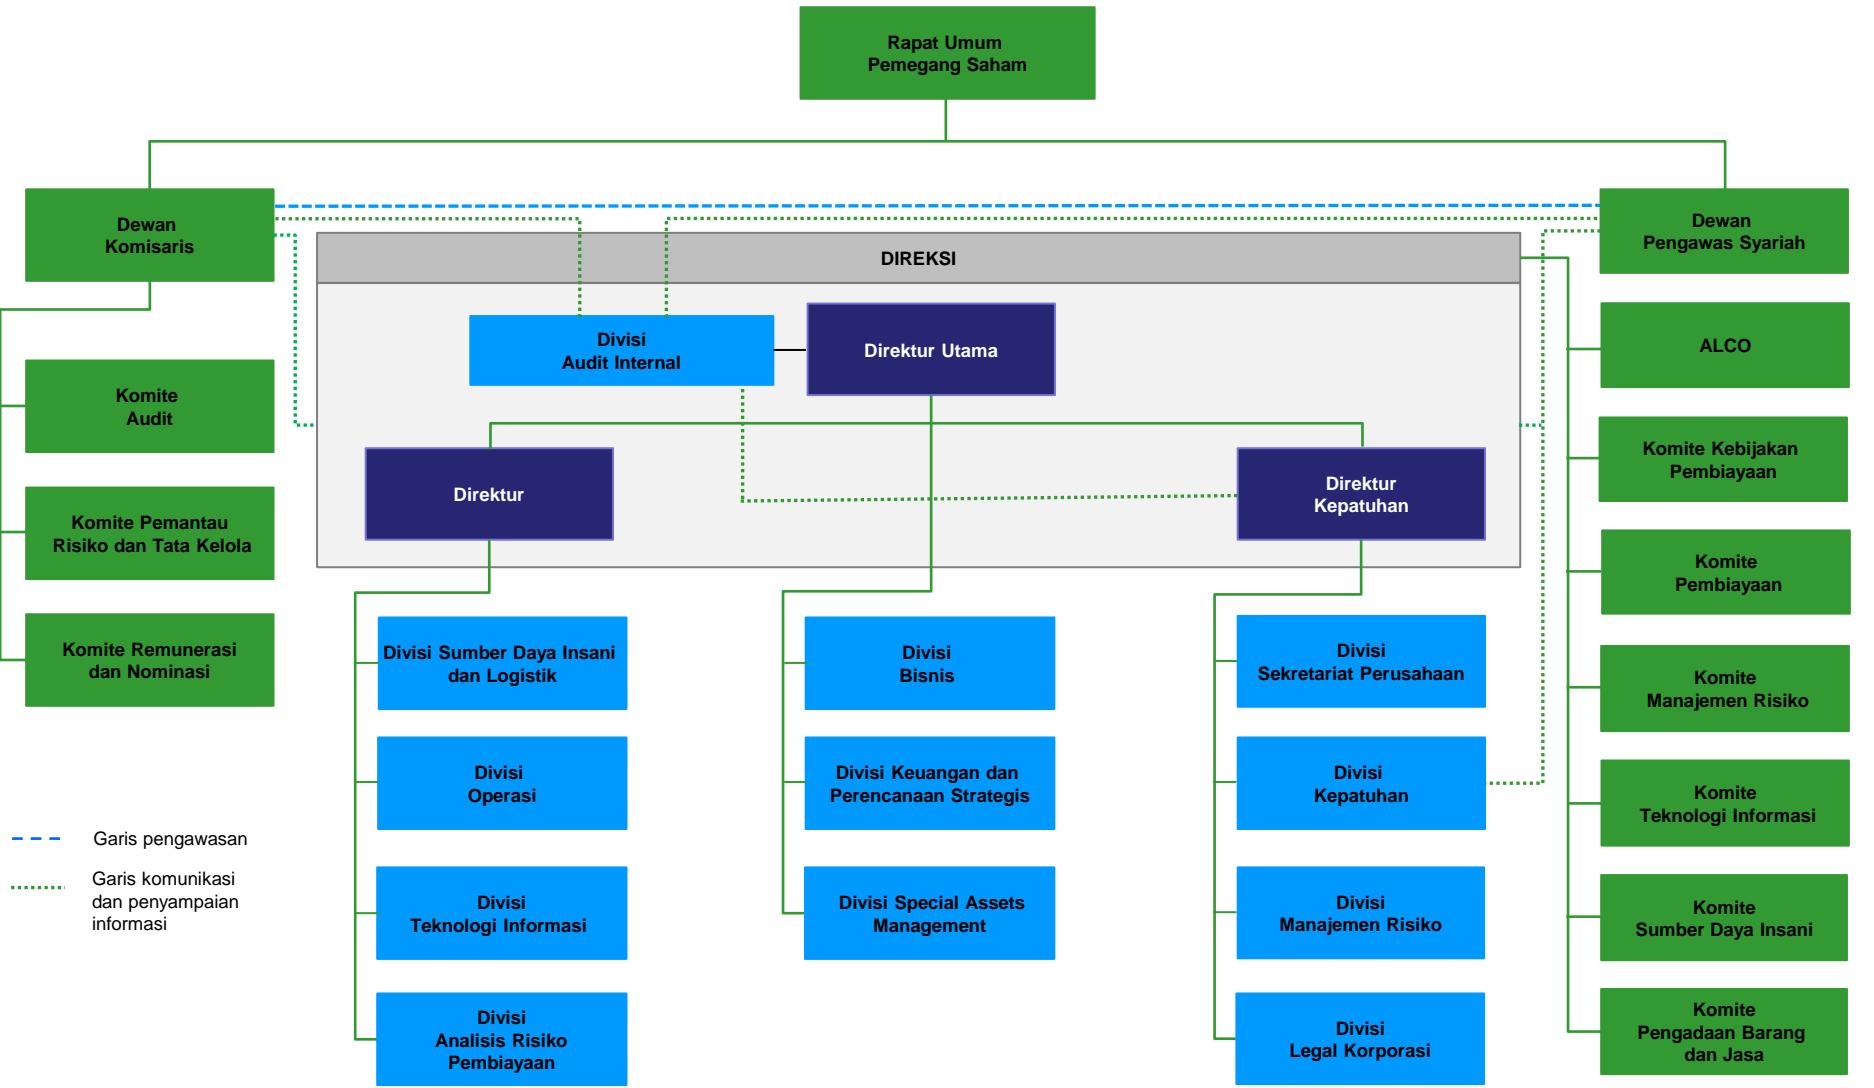 Rapat Umum
Pemegang Saham
Dewan
Komisaris
Dewan
Pengawas Syariah
DIREKSI
Divisi
Audit Internal
Direktur Utama
Direktur
Direktur
Kepatuhan
Komite
Audit
Komite Pemantau
Risiko dan Tata Kelola
Komite Remunerasi
dan Nominasi
ALCO
Komite Kebijakan
Pembiayaan
Komite
Pembiayaan
Komite
Manajemen Risiko
Komite
Teknologi Informasi
Komite
Sumber Daya Insani
Komite
Pengadaan Barang
dan Jasa
Divisi Sumber Daya Insani
dan Logistik
Divisi
Operasi
Divisi
Teknologi Informasi
Divisi
Analisis Risiko
Pembiayaan
Divisi
Bisnis
Divisi Keuangan dan
Perencanaan Strategis
Divisi Special Assets
Management
Divisi
Sekretariat Perusahaan
Divisi
Kepatuhan
Divisi
Manajemen Risiko
Divisi
Legal Korporasi
Garis pengawasan
Garis komunikasi
dan penyampaian
informasi